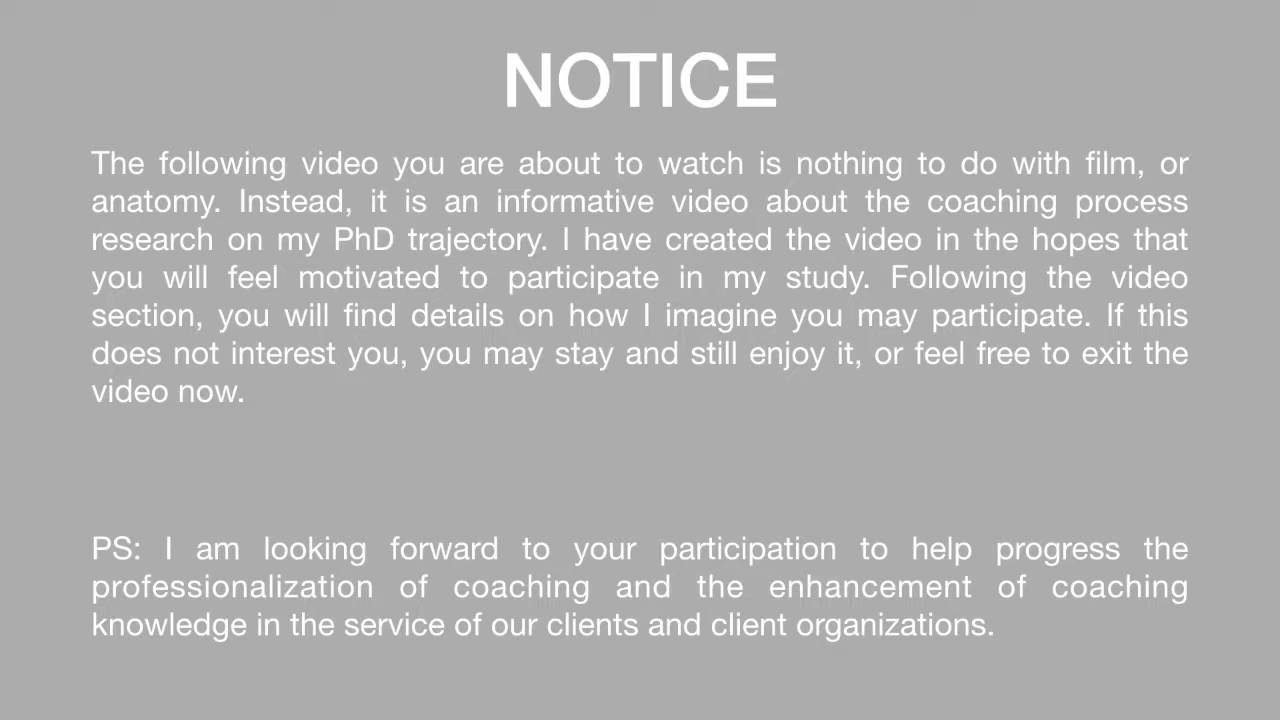 NOTICE
The following video you are about to watch is nothing to do with film, or
anatomy. Instead, it is an informative video about the coaching process
research on my PhD trajectory. I have created the video in the hopes that
you will feel motivated to participate in my study. Following the video
section, you will find details on how I imagine you may participate. If this
does not interest you, you may stay and still enjoy it, or feel free to exit the
video now.
PS: I am looking forward to your participation to help progress the
professionalization of coaching and the enhancement of coaching
knowledge in the service of our clients and client organizations.